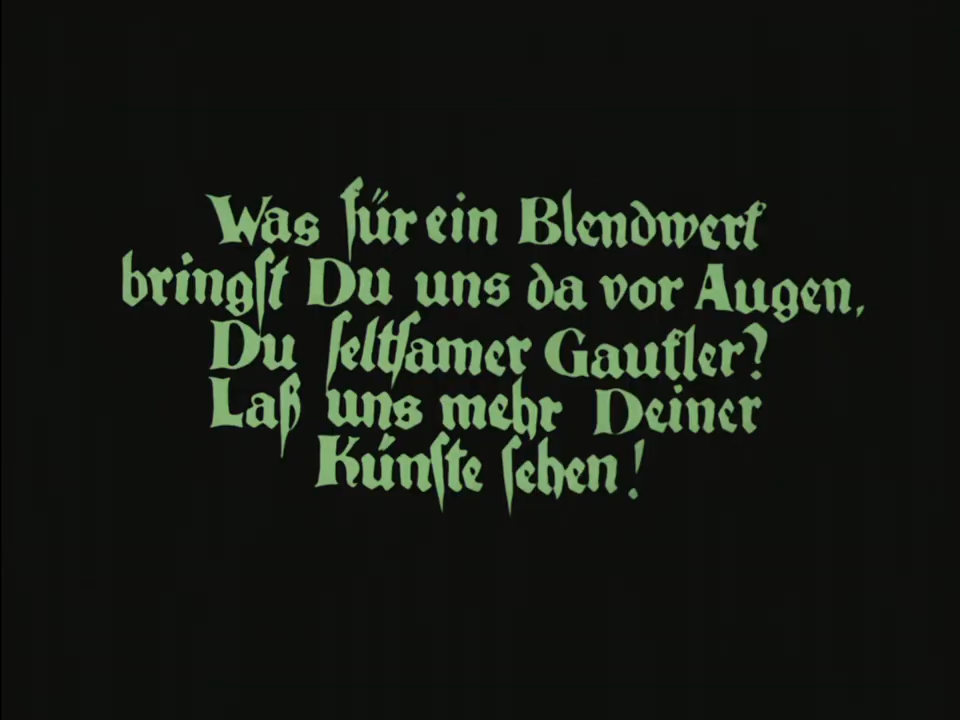 Was für ein Blendwerk
bringſt Du uns da vor Augen,
Du ſeltſamer Gaukler?
Laß uns mehr Deiner
Künſte ſehen!